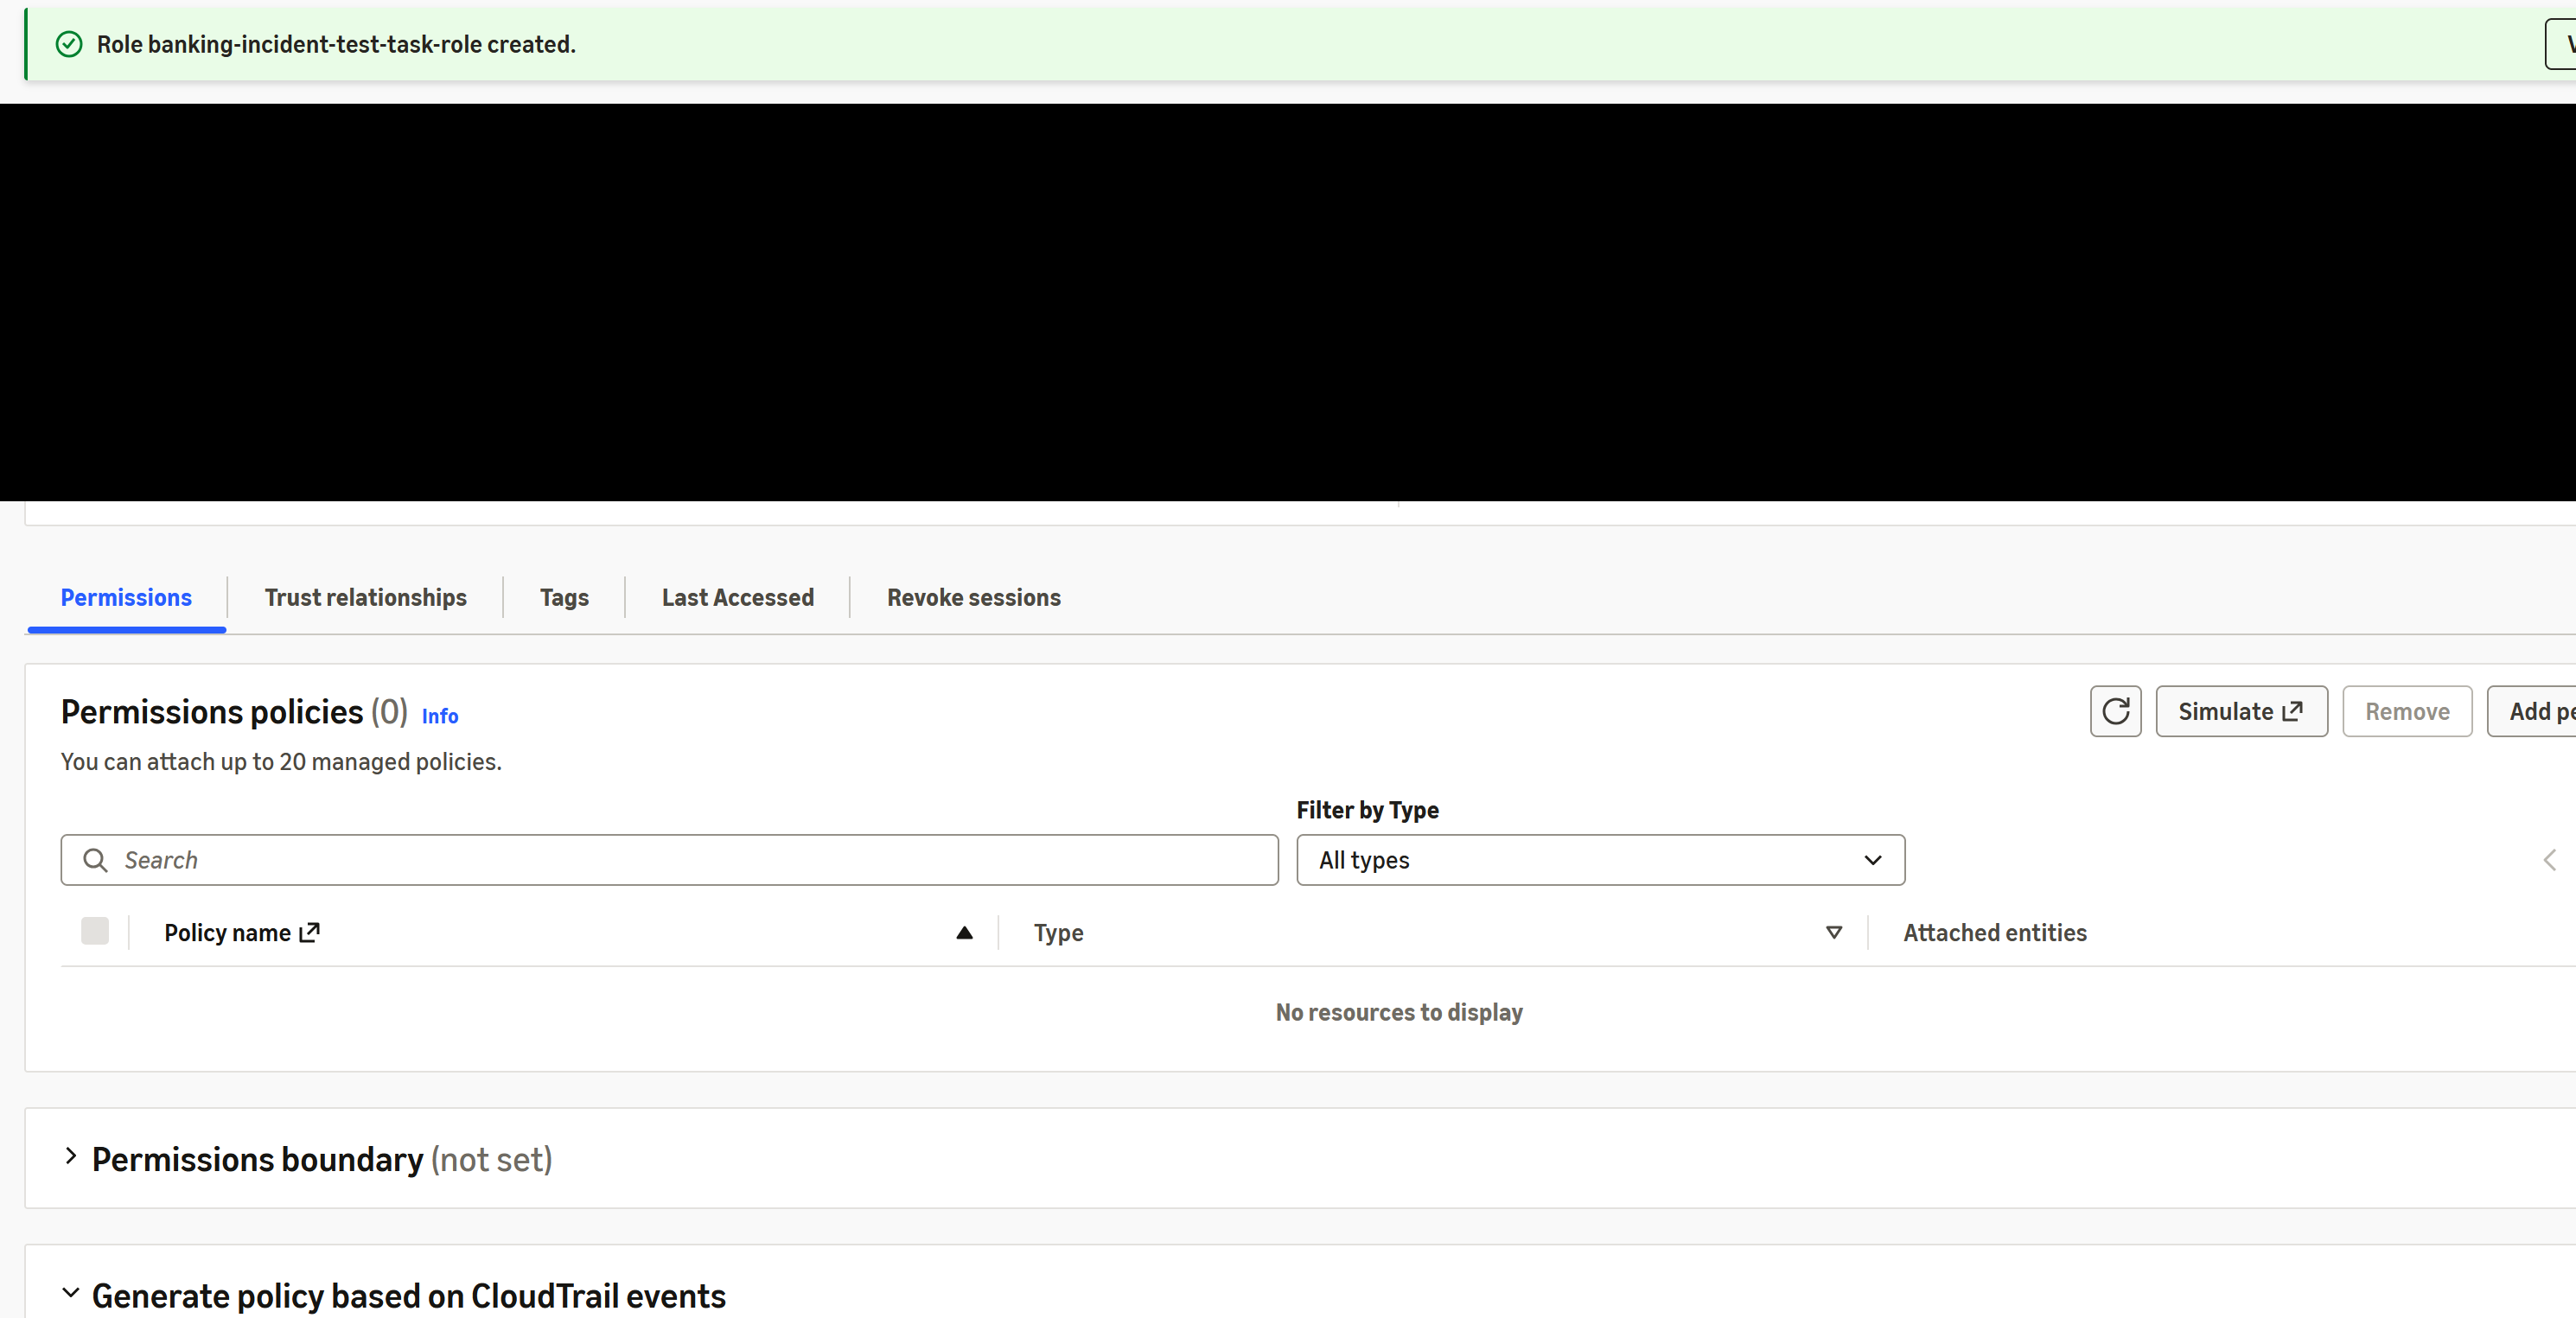 Role banking-incident-test-task-role created.
Permissions
Trust relationships
Tags
Last Accessed
Revoke sessions
Permissions policies (0) Info
Simulate
Remove
Add
You can attach up to 20 managed policies.
Filter by Type
Search
All types
Policy name
Type
Attached entities
No resources to display
Permissions boundary (not set)
Generate policy based on CloudTrail events